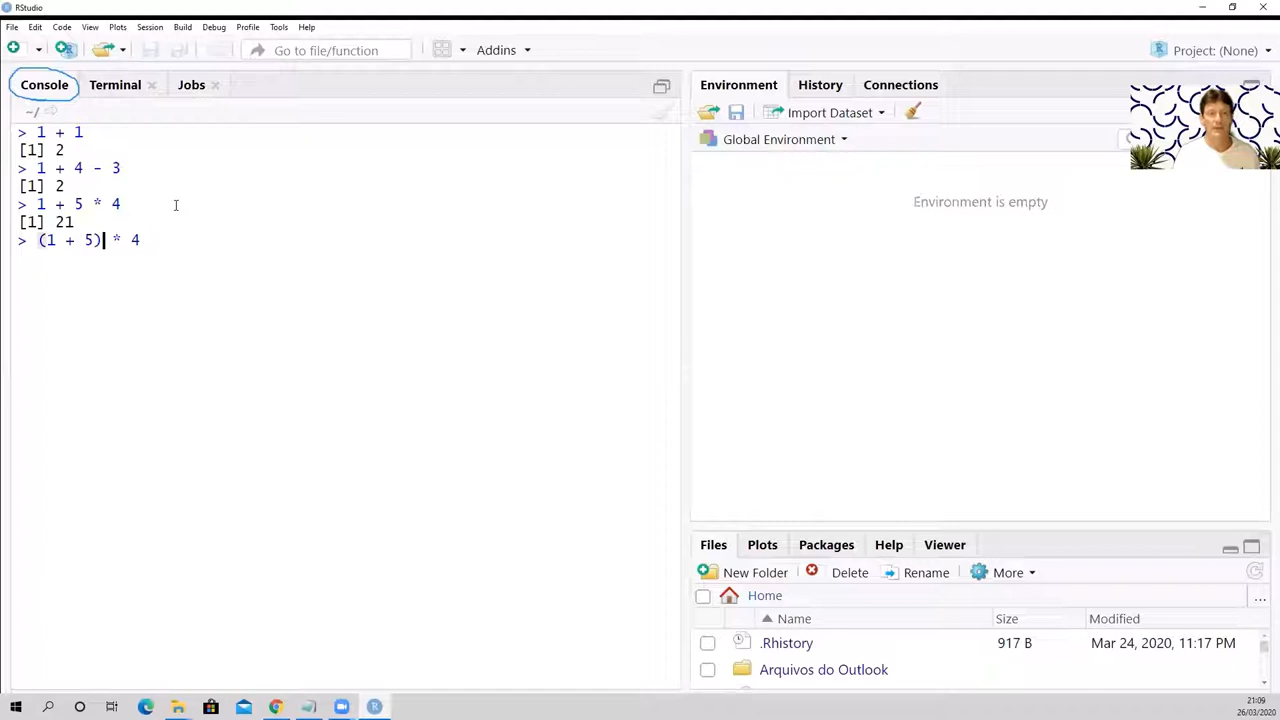 RStudio
File Edit Code View Plots Session Build Debug Profile Tools Help
Go to file/function Addins Project: (None)
Console Terminal Jobs
~/
> 1 + 1
[1] 2
> 1 + 4 - 3
[1] 2
> 1 + 5 * 4
[1] 21
> (1 + 5) * 4
Environment History Connections
Import Dataset
Global Environment
Environment is empty
Files Plots Packages Help Viewer
New Folder Delete Rename More
Home ...
Name Size Modified
.Rhistory 917 B Mar 24, 2020, 11:17 PM
Arquivos do Outlook
21:09
26/03/2020